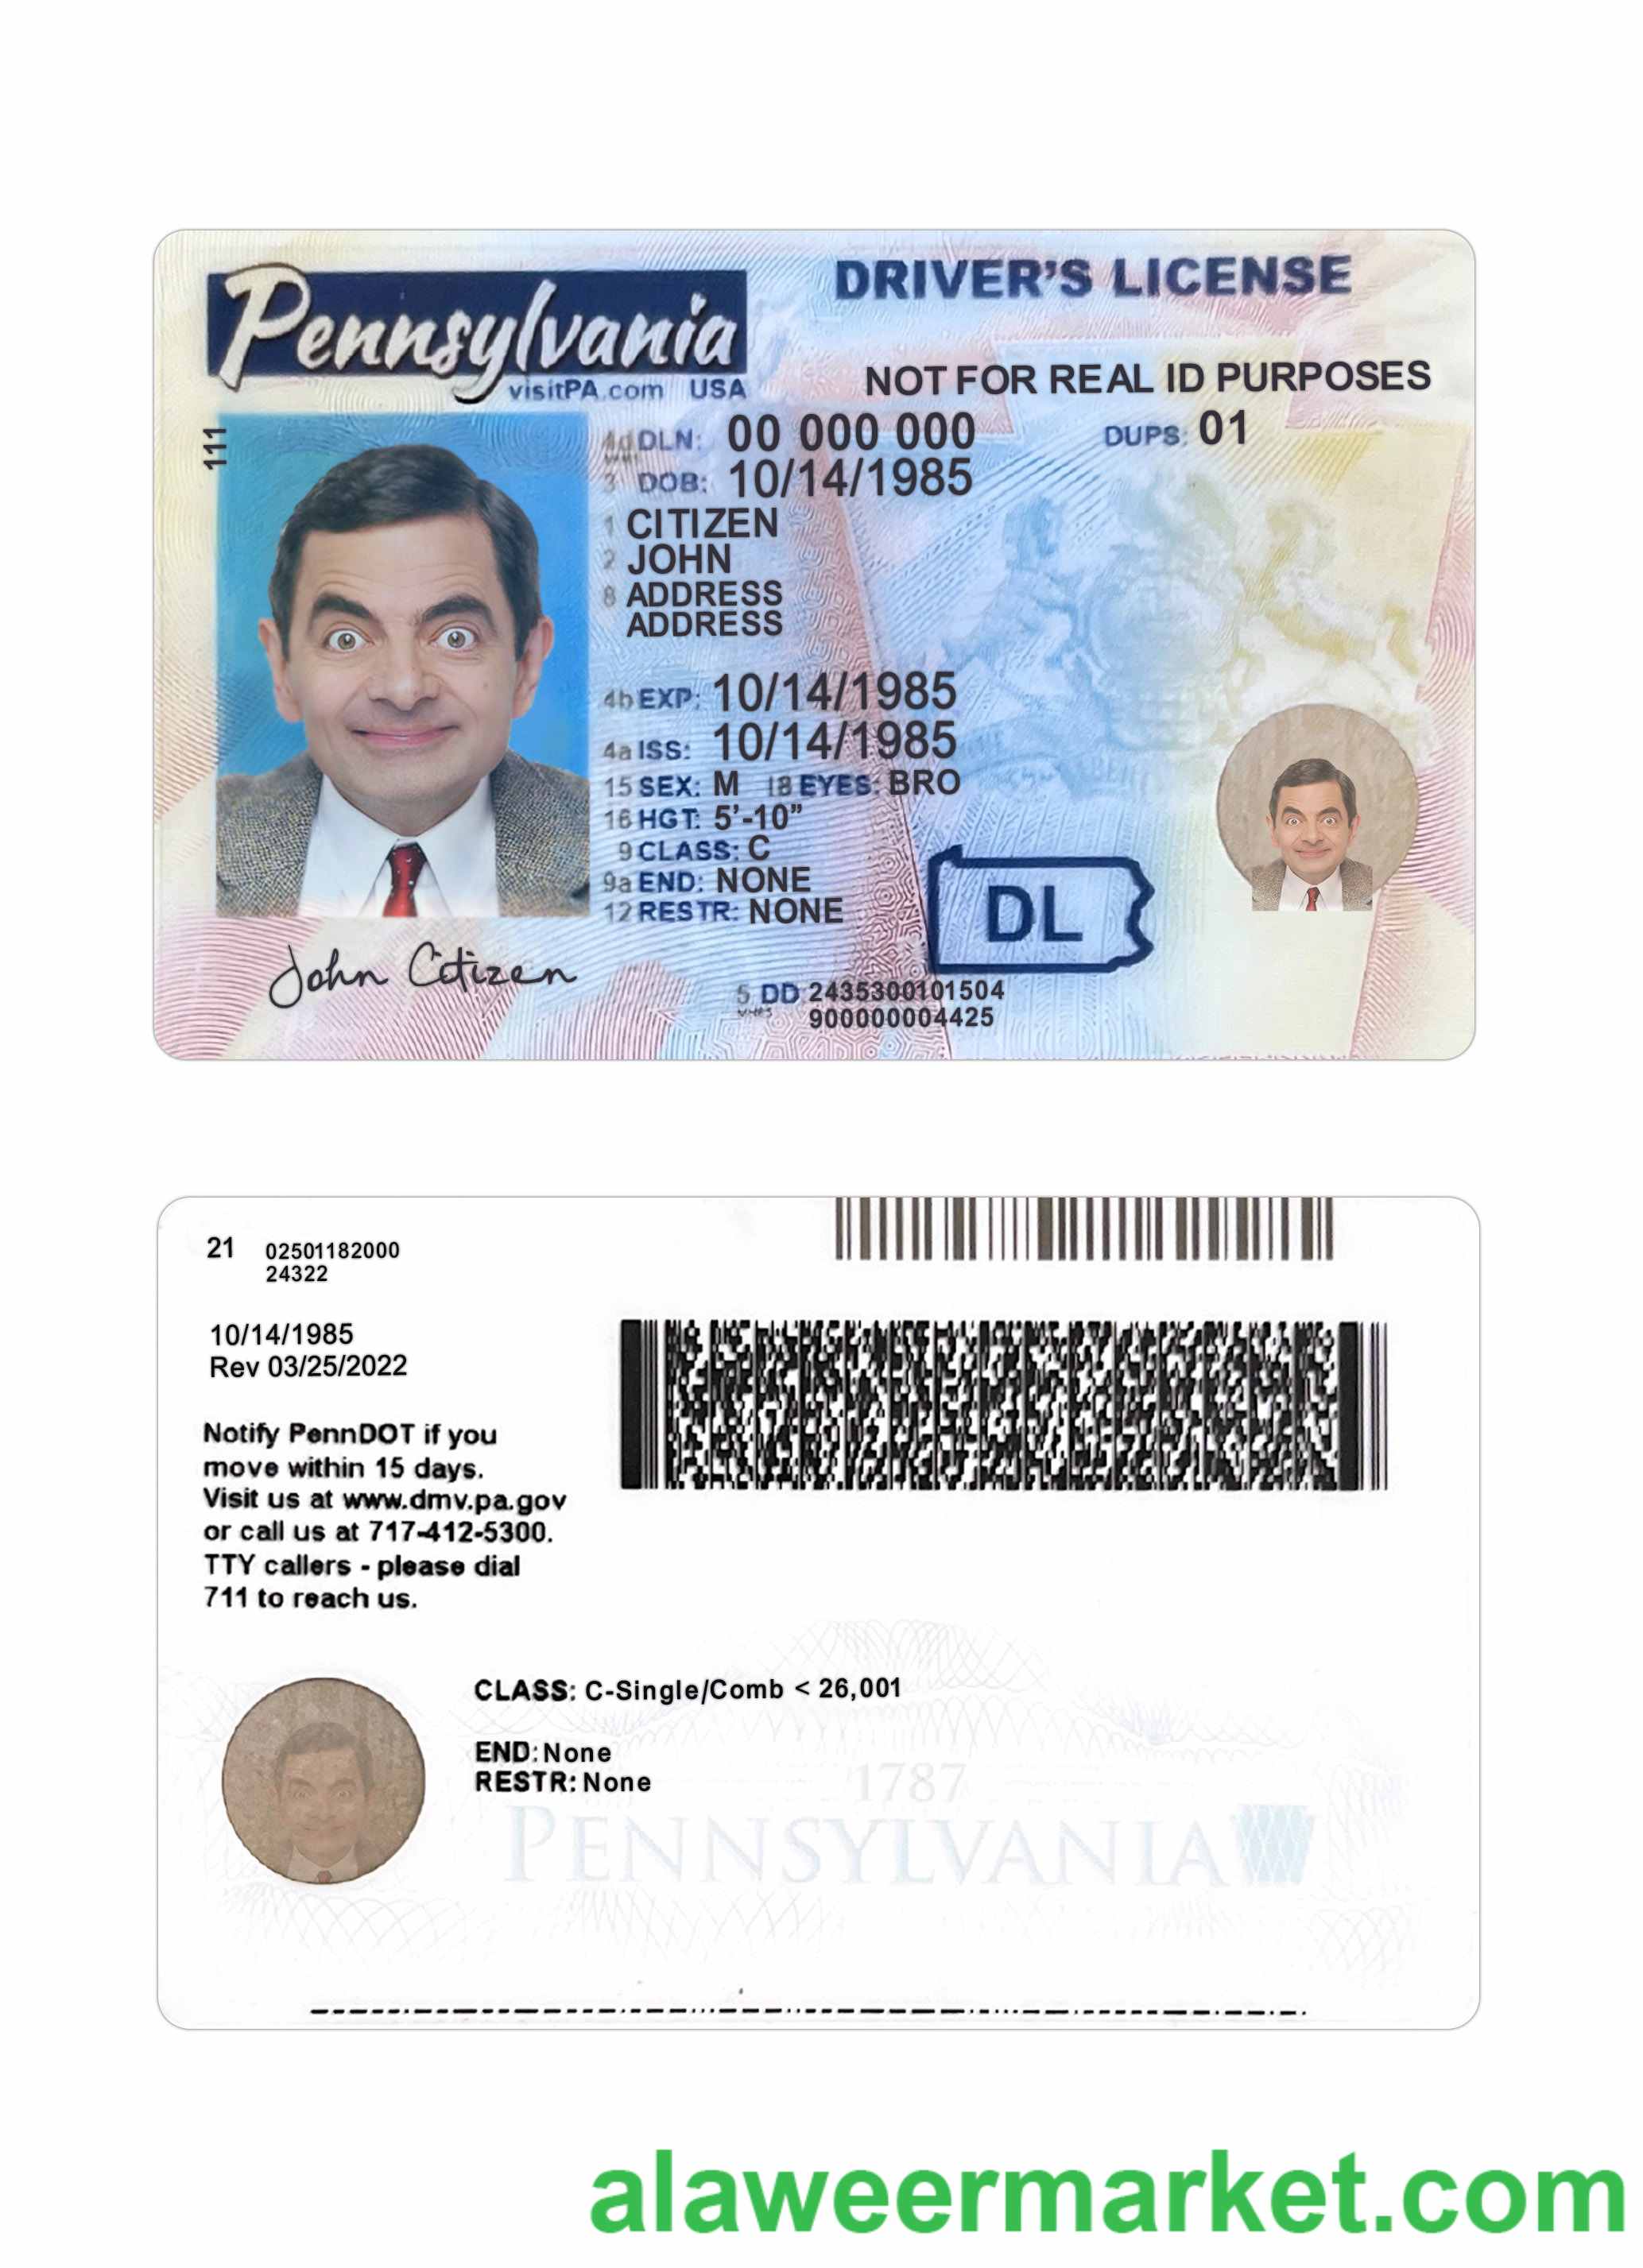 Pennsylvania
visitPA.com USA
DRIVER'S LICENSE
NOT FOR REAL ID PURPOSES
111
4d DLN: 00 000 000 DUPS: 01
3 DOB: 10/14/1985
1 CITIZEN
2 JOHN
8 ADDRESS
ADDRESS
4b EXP: 10/14/1985
4a ISS: 10/14/1985
15 SEX: M 18 EYES: BRO
16 HGT: 5'-10”
9 CLASS: C
9a END: NONE
12 RESTR: NONE
DL
John Citizen
5 DD 2435300101504
900000004425
21 02501182000
24322
10/14/1985
Rev 03/25/2022
Notify PennDOT if you
move within 15 days.
Visit us at www.dmv.pa.gov
or call us at 717-412-5300.
TTY callers - please dial
711 to reach us.
CLASS: C-Single/Comb < 26,001
END: None
RESTR: None
1787
PENNSYLVANIA
alaweermarket.com